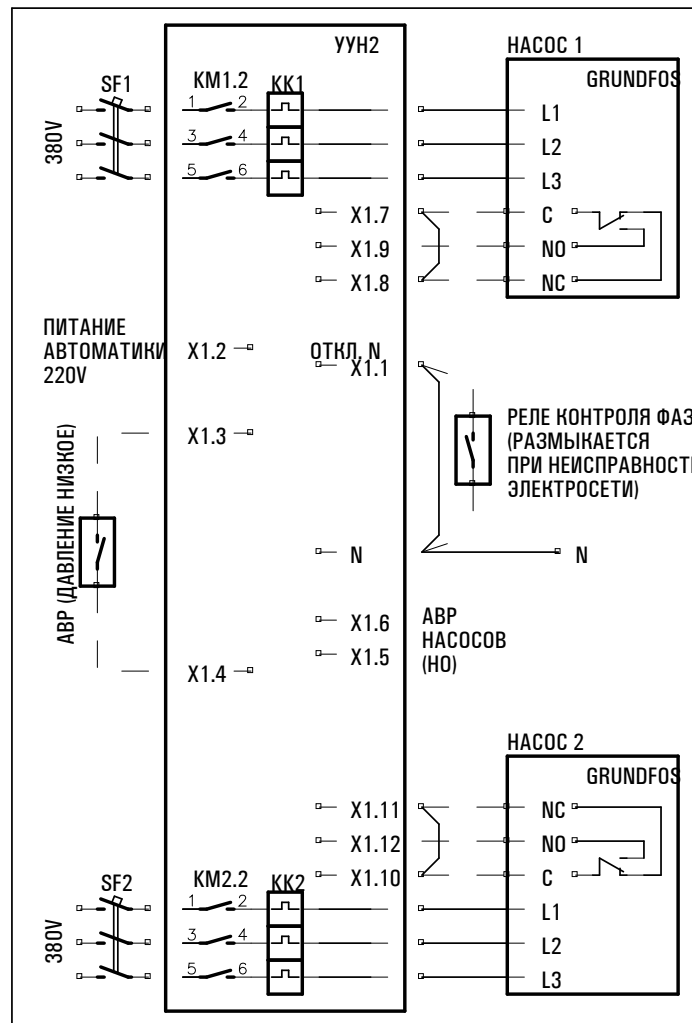 УУН2
НАСОС 1
SF1
KM1.2
KK1
GRUNDFOS
380V
1
2
L1
3
4
L2
5
6
L3
X1.7
C
X1.9
NO
X1.8
NC
ПИТАНИЕ
АВТОМАТИКИ
220V
X1.2
ОТКЛ. N
X1.1
X1.3
РЕЛЕ КОНТРОЛЯ ФАЗ
(РАЗМЫКАЕТСЯ
ПРИ НЕИСПРАВНОСТИ
ЭЛЕКТРОСЕТИ)
АВР (ДАВЛЕНИЕ НИЗКОЕ)
N
N
X1.6
X1.5
АВР
НАСОСОВ
(НО)
X1.4
НАСОС 2
GRUNDFOS
X1.11
NC
X1.12
NO
X1.10
C
SF2
KM2.2
KK2
380V
1
2
L1
3
4
L2
5
6
L3